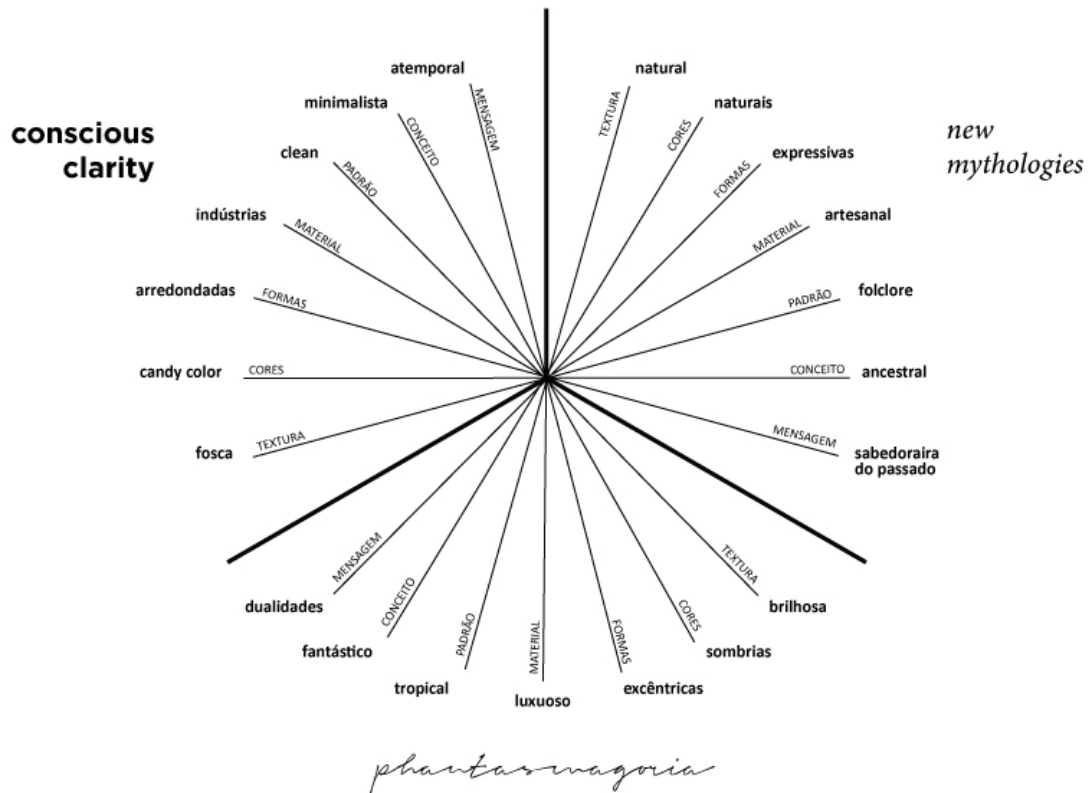 conscious
clarity
atemporal
MENSAGEM
minimalista
CONCEITO
clean
PADRÃO
indústrias
MATERIAL
arredondadas
FORMAS
candy color
CORES
fosca
TEXTURA
new
mythologies
natural
TEXTURA
naturais
CORES
expressivas
FORMAS
artesanal
MATERIAL
folclore
PADRÃO
ancestral
CONCEITO
sabedoraira
do passado
MENSAGEM
dualidades
MENSAGEM
fantástico
CONCEITO
tropical
PADRÃO
luxuoso
MATERIAL
excêntricas
FORMAS
sombrias
CORES
brilhosa
TEXTURA
phantasmagoria